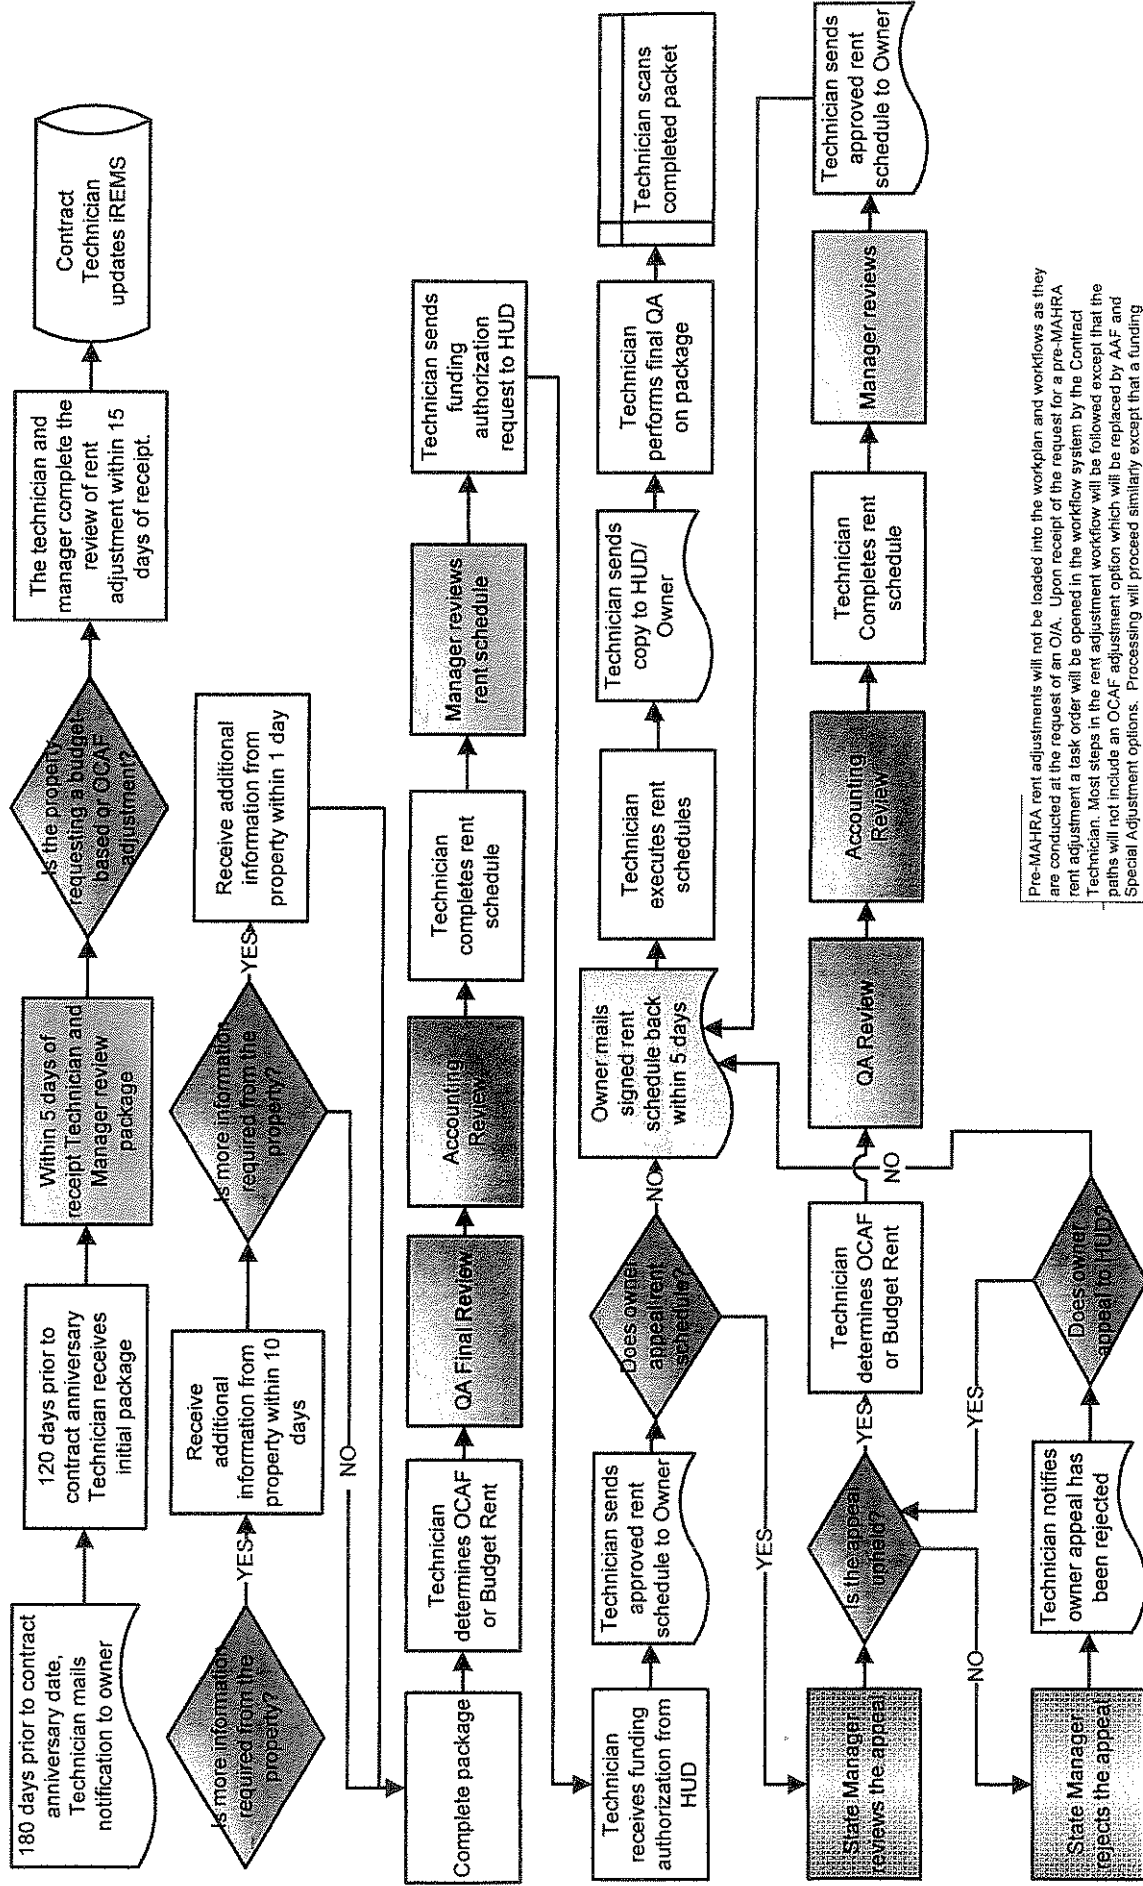 180 days prior to contract
anniversary date,
Technician mails
notification to owner
120 days prior to
contract anniversary
Technician receives
initial package
Within 5 days of
receipt Technician and
Manager review
package
Is the property
requesting a budget
based or OCAF
adjustment?
The technician and
manager complete the
review of rent
adjustment within 15
days of receipt.
Contract
Technician
updates iREMS
Is more information
required from the
property?
YES
Receive
additional
information from
property within 10
days
Is more information
required from the
property?
YES
Receive additional
information from
property within 1 day
NO
Complete package
Technician
determines OCAF
or Budget Rent
QA Final Review
Accounting
Review
Technician
completes rent
schedule
Manager reviews
rent schedule
Technician sends
funding
authorization
request to HUD
Technician
receives funding
authorization from
HUD
Technician sends
approved rent
schedule to Owner
Does owner
appeal rent
schedule?
NO
Owner mails
signed rent
schedule back
within 5 days
Technician
executes rent
schedules
Technician sends
copy to HUD/
Owner
Technician
performs final QA
on package
Technician scans
completed packet
YES
State Manager
reviews the appeal
Is the appeal
upheld?
YES
Technician
determines OCAF
or Budget Rent
QA Review
Accounting
Review
Technician
Completes rent
schedule
Manager reviews
Technician sends
approved rent
schedule to Owner
NO
State Manager
rejects the appeal
Technician notifies
owner appeal has
been rejected
Does owner
appeal to HUD?
YES
NO
Pre-MAHRA rent adjustments will not be loaded into the workplan and workflows as they
are conducted at the request of an O/A. Upon receipt of the request for a pre-MAHRA
rent adjustment a task order will be opened in the workflow system by the Contract
Technician. Most steps in the rent adjustment workflow will be followed except that the
paths will not include an OCAF adjustment option which will be replaced by AAF and
Special Adjustment options. Processing will proceed similarly except that a funding